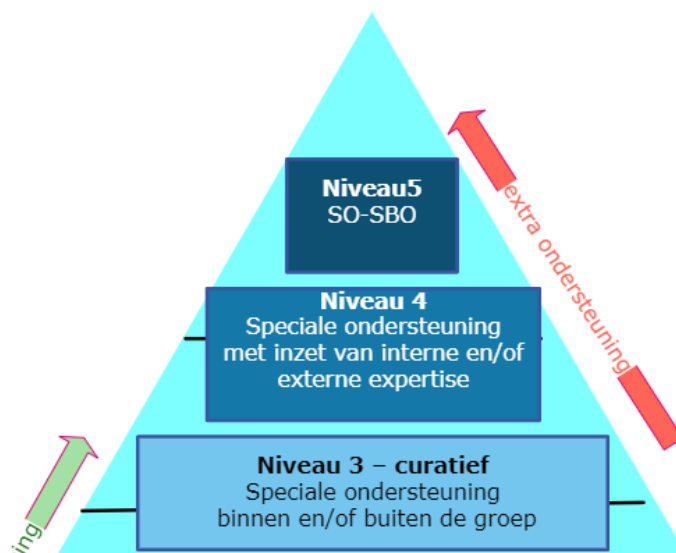 Niveau5
SO-SBO
extra ondersteuning
Niveau 4
Speciale ondersteuning
met inzet van interne en/of
externe expertise
Niveau 3 – curatief
Speciale ondersteuning
binnen en/of buiten de groep
ing